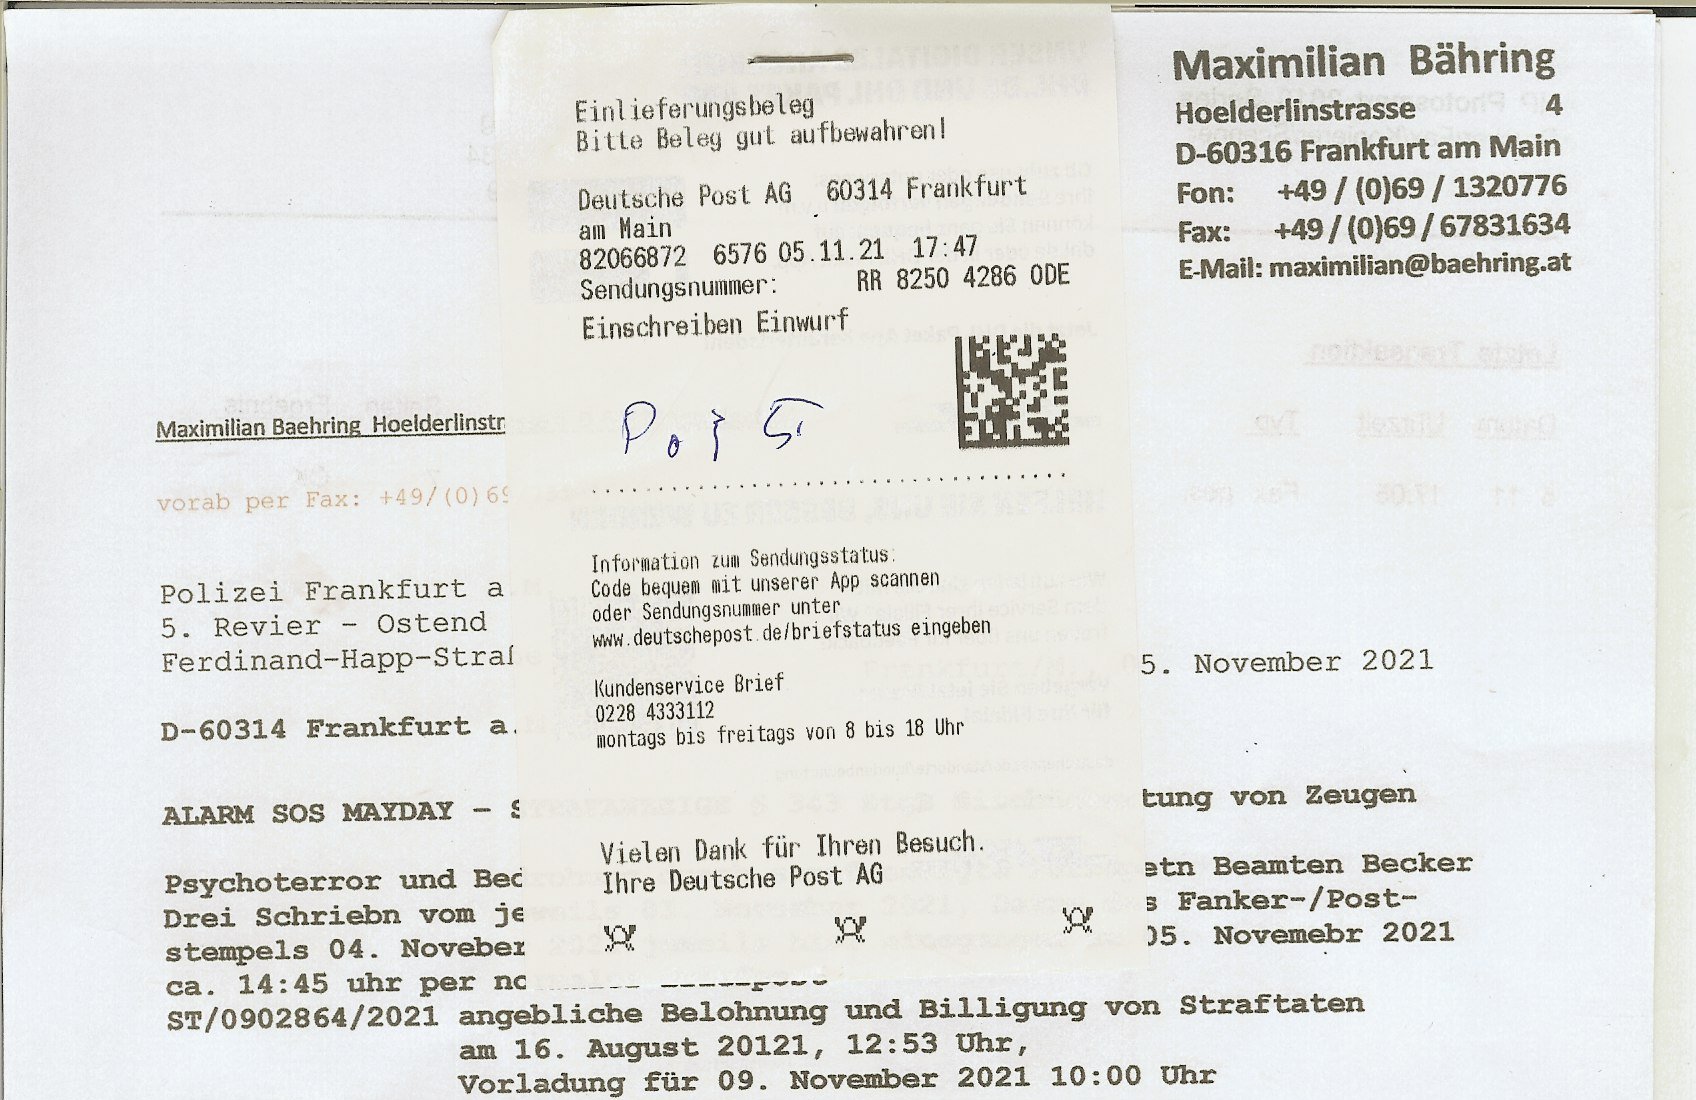 Maximilian Bähring
Hoelderlinstrasse 4
D-60316 Frankfurt am Main
Fon: +49 / (0)69 / 1320776
Fax: +49 / (0)69 / 67831634
E-Mail: maximilian@baehring.at
Einlieferungsbeleg
Bitte Beleg gut aufbewahren!
Deutsche Post AG 60314 Frankfurt
am Main
82066872 6576 05.11.21 17:47
Sendungsnummer: RR 8250 4286 0DE
Einschreiben Einwurf
Information zum Sendungsstatus:
Code bequem mit unserer App scannen
oder Sendungsnummer unter
www.deutschepost.de/briefstatus eingeben
Kundenservice Brief
0228 4333112
montags bis freitags von 8 bis 18 Uhr
Vielen Dank für Ihren Besuch.
Ihre Deutsche Post AG
Maximilian Baehring Hoelderlinstr
vorab per Fax: +49/(0)69
Polizei Frankfurt a.
5. Revier - Ostend
Ferdinand-Happ-Straß
5. November 2021
D-60314 Frankfurt a.
ALARM SOS MAYDAY - S tung von Zeugen
Psychoterror und Bed etn Beamten Becker
Drei Schriebn vom je s Fanker-/Post-
stempels 04. Noveber 05. Novemebr 2021
ca. 14:45 uhr per no
ST/0902864/2021 angebliche Belohnung und Billigung von Straftaten
am 16. August 20121, 12:53 Uhr,
Vorladung für 09. November 2021 10:00 Uhr